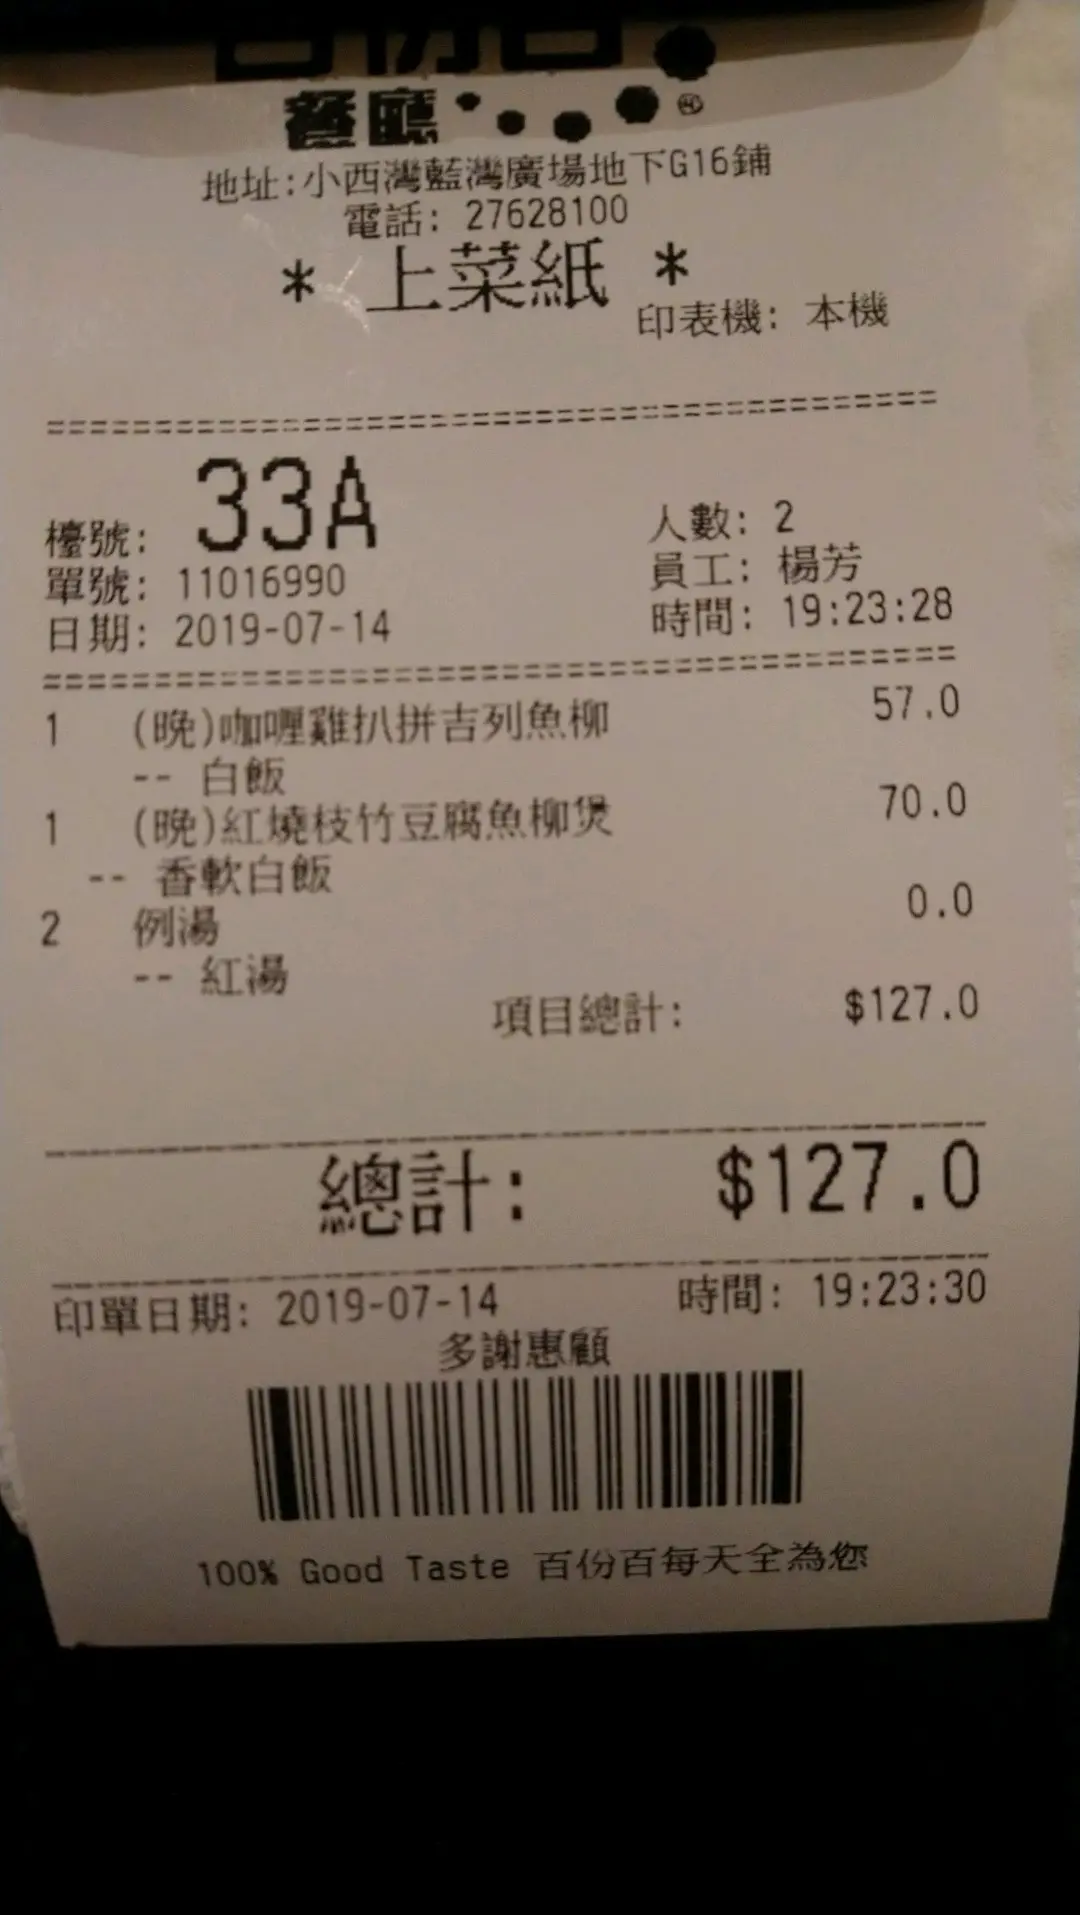 百份百
餐廳
地址:小西灣藍灣廣場地下G16鋪
電話: 27628100
* 上菜紙 *
印表機: 本機
檯號: 33A 人數: 2
單號: 11016990 員工: 楊芳
日期: 2019-07-14 時間: 19:23:28
1 (晚)咖喱雞扒拼吉列魚柳 57.0
-- 白飯
1 (晚)紅燒枝竹豆腐魚柳煲 70.0
-- 香軟白飯
2 例湯 0.0
-- 紅湯
項目總計: $127.0
總計: $127.0
印單日期: 2019-07-14 時間: 19:23:30
多謝惠顧
100% Good Taste 百份百每天全為您